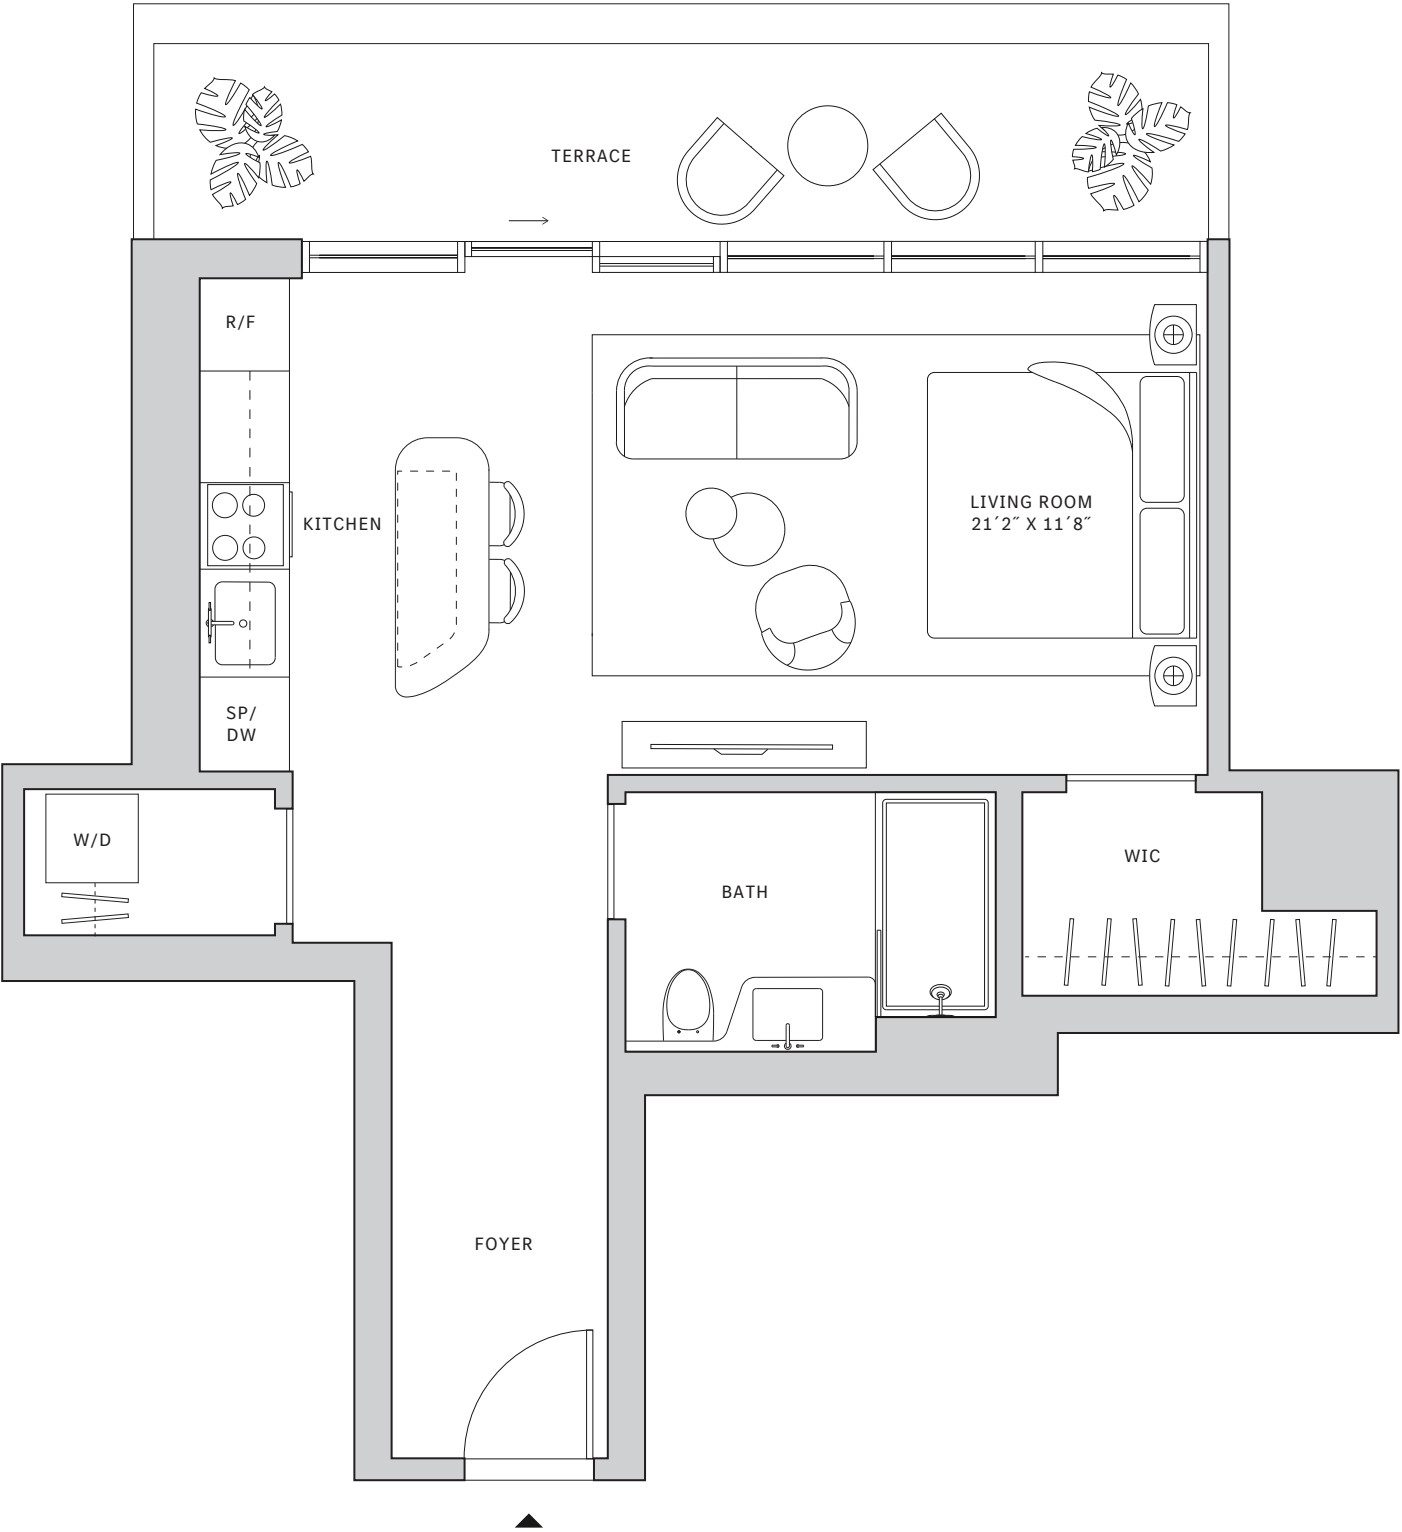 TERRACE
R/F
KITCHEN
LIVING ROOM
21´2˝ X 11´8˝
SP/
DW
W/D
BATH
WIC
FOYER